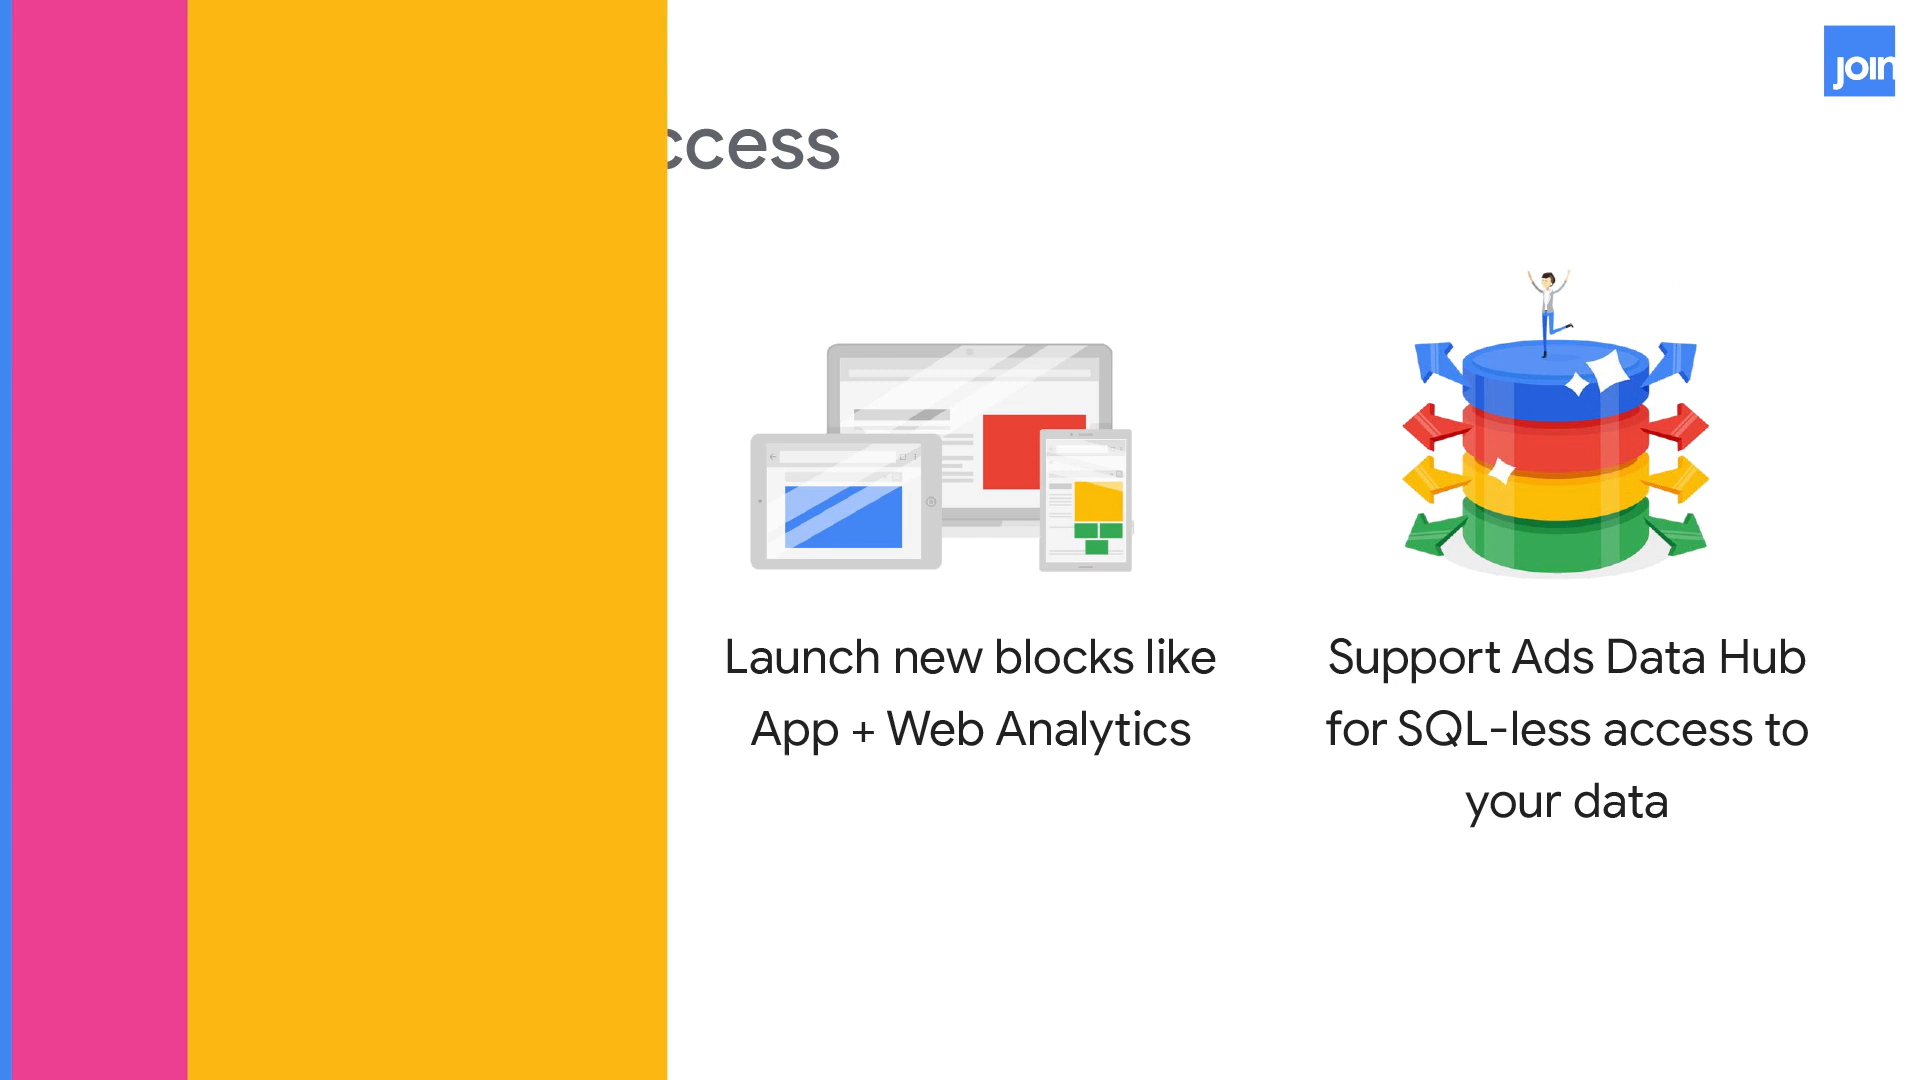 join
ccess
Launch new blocks like
App + Web Analytics
Support Ads Data Hub
for SQL-less access to
your data